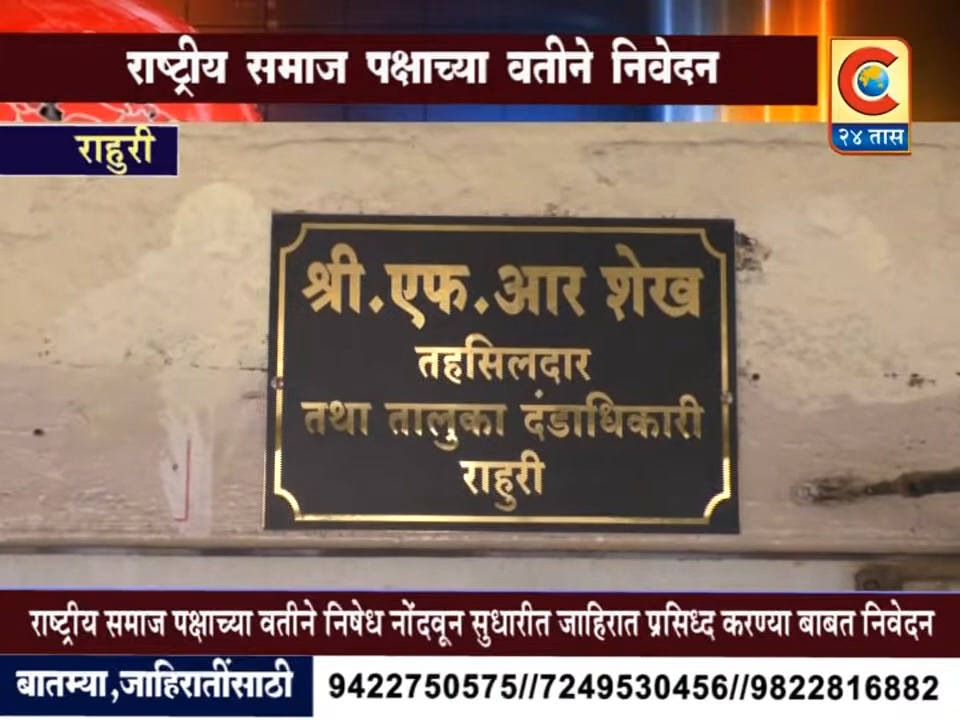 राष्ट्रीय समाज पक्षाच्या वतीने निवेदन
C
२४ तास
राहुरी
श्री.एफ.आर शेख
तहसिलदार
तथा तालुका दंडाधिकारी
राहुरी
राष्ट्रीय समाज पक्षाच्या वतीने निषेध नोंदवून सुधारीत जाहिरात प्रसिध्द करण्या बाबत निवेदन
बातम्या,जाहिरातींसाठी 9422750575//7249530456//9822816882